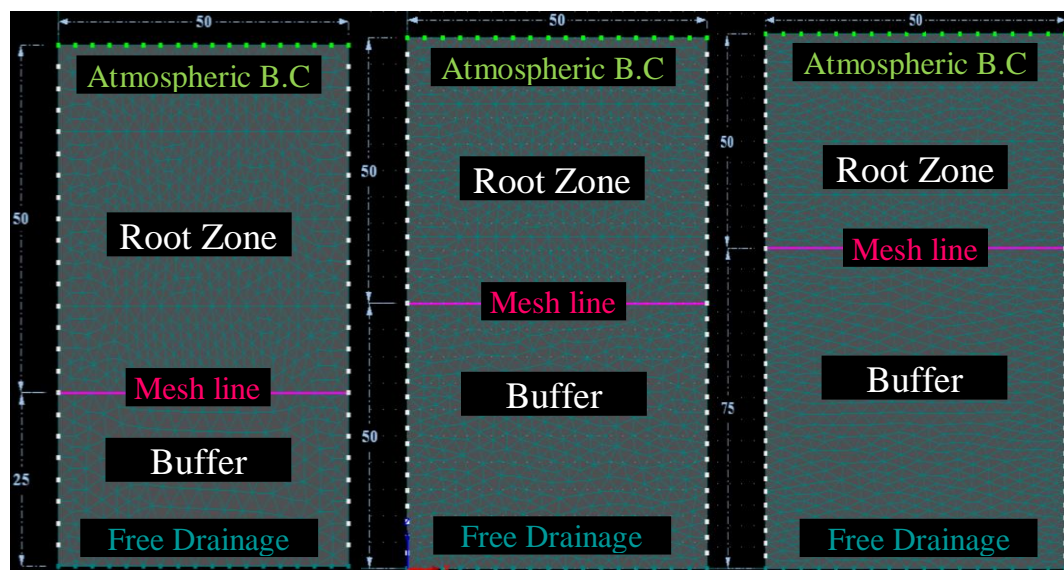 50
Atmospheric B.C
50
Root Zone
Mesh line
Buffer
25
Free Drainage
50
Atmospheric B.C
50
Root Zone
Mesh line
Buffer
50
Free Drainage
50
Atmospheric B.C
50
Root Zone
Mesh line
Buffer
75
Free Drainage